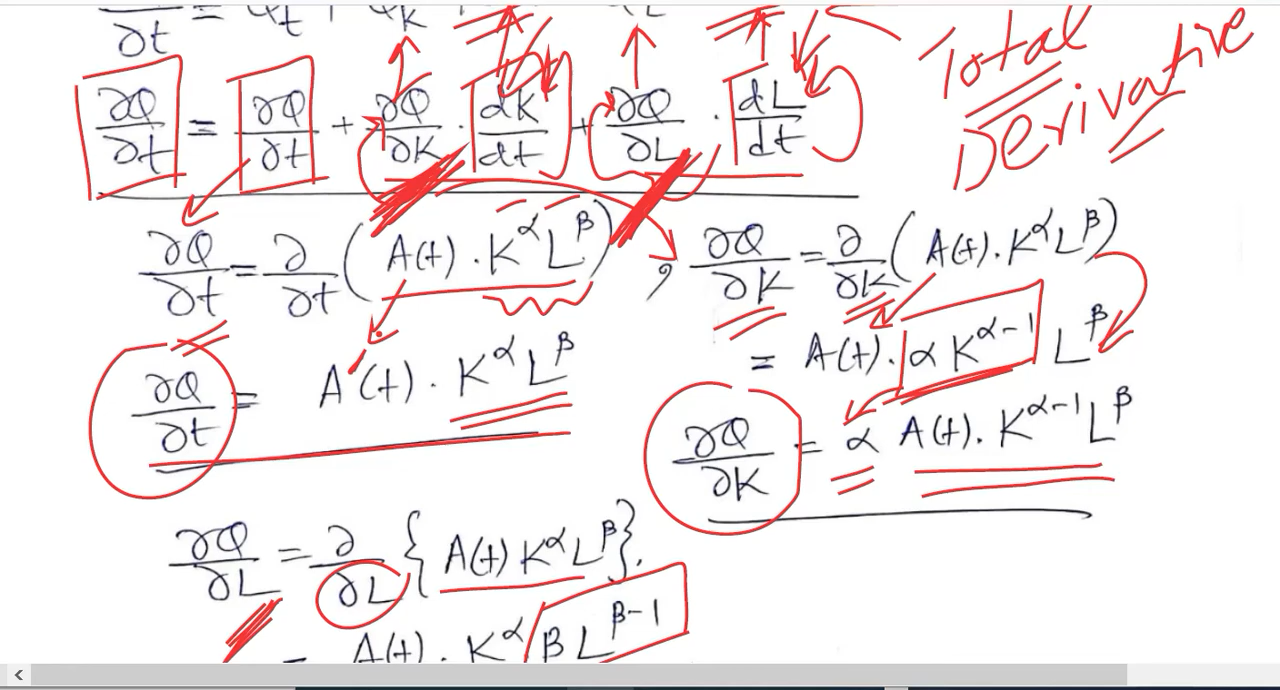 ∂t
Total
Derivative
∂Q/∂t = ∂Q/∂t + ∂Q/∂K · dK/dt + ∂Q/∂L · dL/dt
∂Q/∂t = ∂/∂t ( A(t) · K^α L^β ) , ∂Q/∂K = ∂/∂K ( A(t) · K^α L^β )
= A(t) · α K^(α-1) L^β
∂Q/∂t = A'(t) · K^α L^β
∂Q/∂K = α A(t) · K^(α-1) L^β
∂Q/∂L = ∂/∂L { A(t) K^α L^β } .
= A(t) · K^α β L^(β-1)